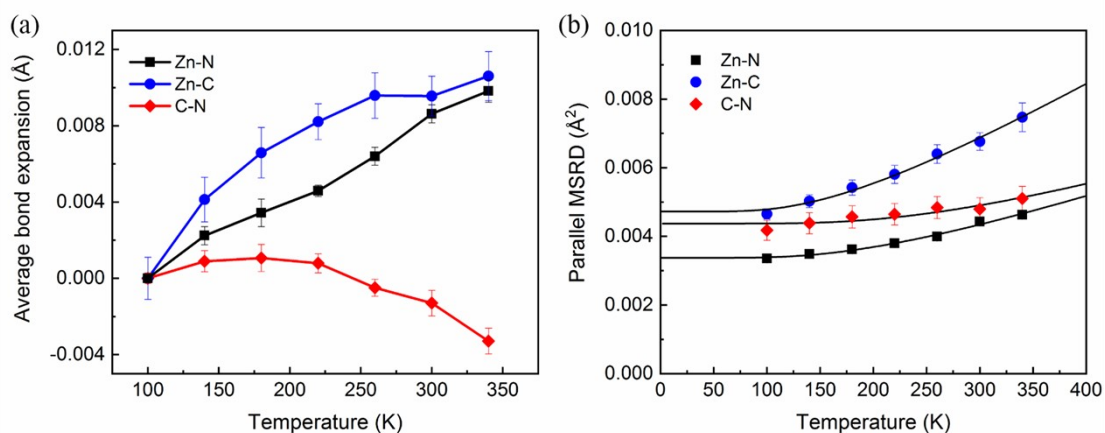 (a)
Average bond expansion (Å)
0.012
0.008
0.004
0.000
-0.004
Zn-N
Zn-C
C-N
100 150 200 250 300 350
Temperature (K)
(b)
Parallel MSRD (Å²)
0.010
0.008
0.006
0.004
0.002
0.000
Zn-N
Zn-C
C-N
0 50 100 150 200 250 300 350 400
Temperature (K)